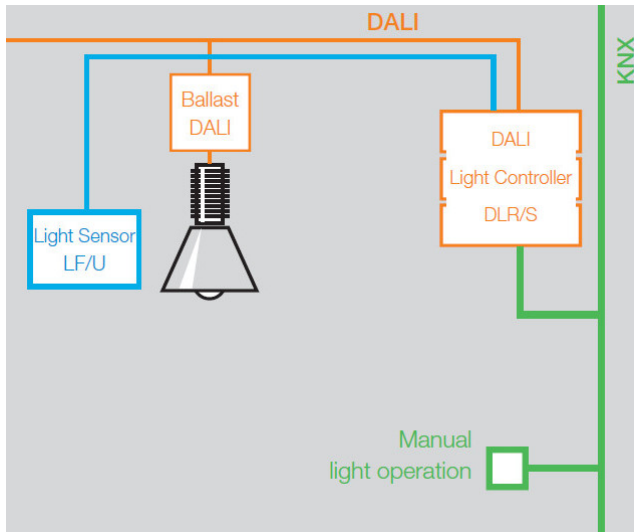 DALI
KNX
Ballast
DALI
DALI
Light Controller
DLR/S
Light Sensor
LF/U
Manual
light operation